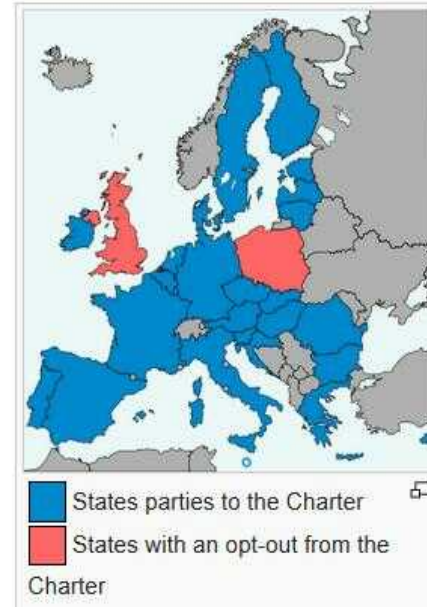 States parties to the Charter
States with an opt-out from the
Charter